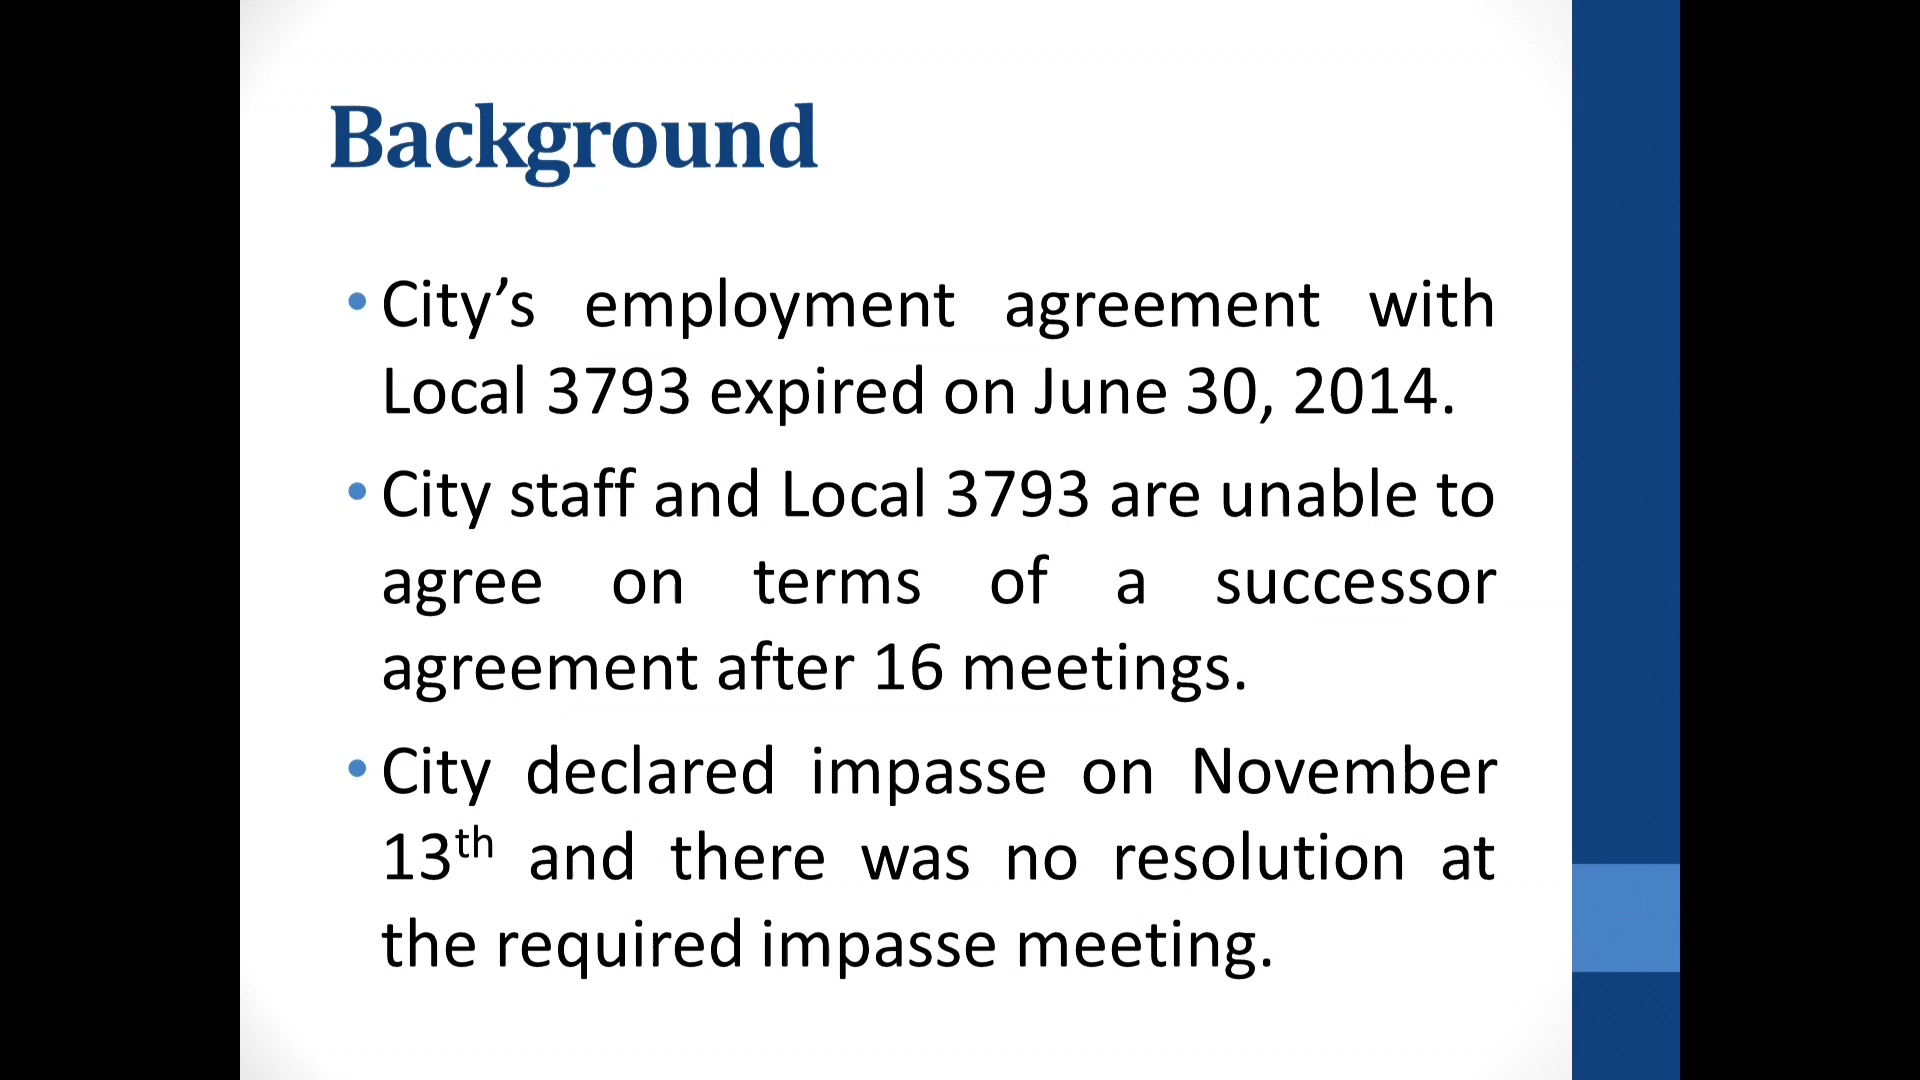 Background
• City’s employment agreement with
Local 3793 expired on June 30, 2014.
• City staff and Local 3793 are unable to
agree on terms of a successor
agreement after 16 meetings.
• City declared impasse on November
13th and there was no resolution at
the required impasse meeting.